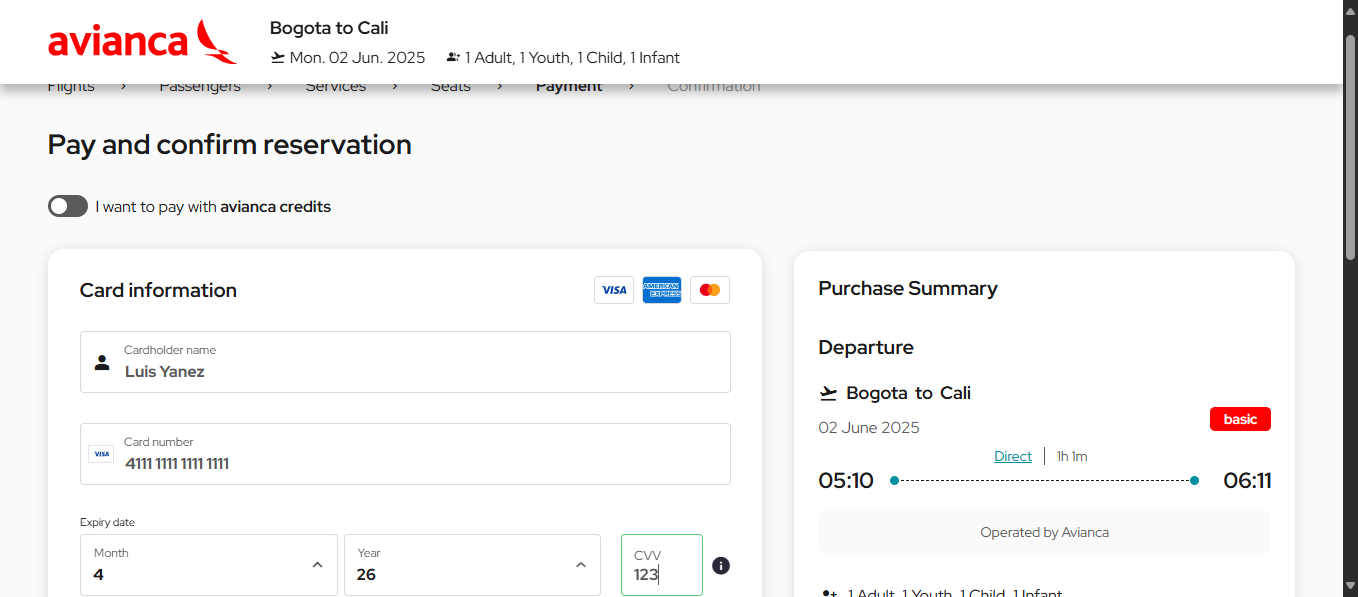 avianca
Bogota to Cali
Mon. 02 Jun. 2025 1 Adult, 1 Youth, 1 Child, 1 Infant
Flights > Passengers > Services > Seats > Payment > Confirmation
Pay and confirm reservation
I want to pay with avianca credits
Card information
VISA AMERICAN EXPRESS
Cardholder name
Luis Yanez
Card number
VISA 4111 1111 1111 1111
Expiry date
Month
4
Year
26
CVV
123
Purchase Summary
Departure
Bogota to Cali
02 June 2025
basic
Direct | 1h 1m
05:10 06:11
Operated by Avianca
1 Adult, 1 Youth, 1 Child, 1 Infant